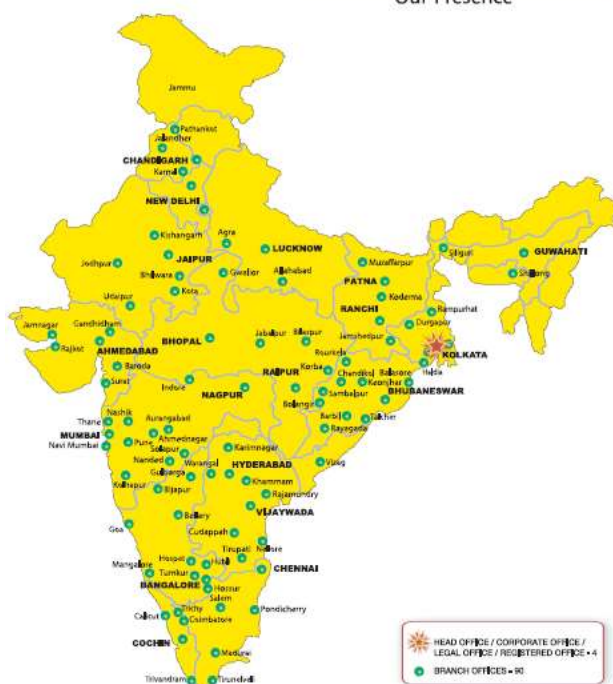 Our Presence
Jammu
Pathankot
Jalandher
CHANDIGARH
Karnal
NEW DELHI
Kishangarh
Agra
LUCKNOW
Siliguri
GUWAHATI
Jodhpur
JAIPUR
Muzaffarpur
Bhilwara
Gwalior
Allahabad
PATNA
Shillong
Kota
Koderma
Udaipur
RANCHI
Rampurhat
Jamnagar
Gandhidham
Durgapur
BHOPAL
Jabalpur
Bilaspur
Jamshedpur
Rajkot
AHMEDABAD
Rourkela
KOLKATA
Baroda
Korba
Chandikol
Balasore
Haldia
RAIPUR
Surat
Indore
Keonjhar
BHUBANESWAR
NAGPUR
Sambalpur
Bolangir
Nashik
Barbil
Talcher
Thane
Aurangabad
Rayagada
MUMBAI
Ahmednagar
Navi Mumbai
Pune
Solapur
Karimnagar
Nanded
Warangal
HYDERABAD
Vizag
Gulbarga
Khammam
Kolhapur
Bijapur
Rajamundry
VIJAYWADA
Bellary
Goa
Cuddappah
Nellore
Tirupati
Hospet
Hubli
Mangalore
CHENNAI
Tumkur
BANGALORE
Hossur
Salem
Trichy
Pondicherry
Calicut
Coimbatore
COCHIN
Madurai
Trivandrum
Tirunelveli
HEAD OFFICE / CORPORATE OFFICE /
LEGAL OFFICE / REGISTERED OFFICE = 4
BRANCH OFFICES = 90